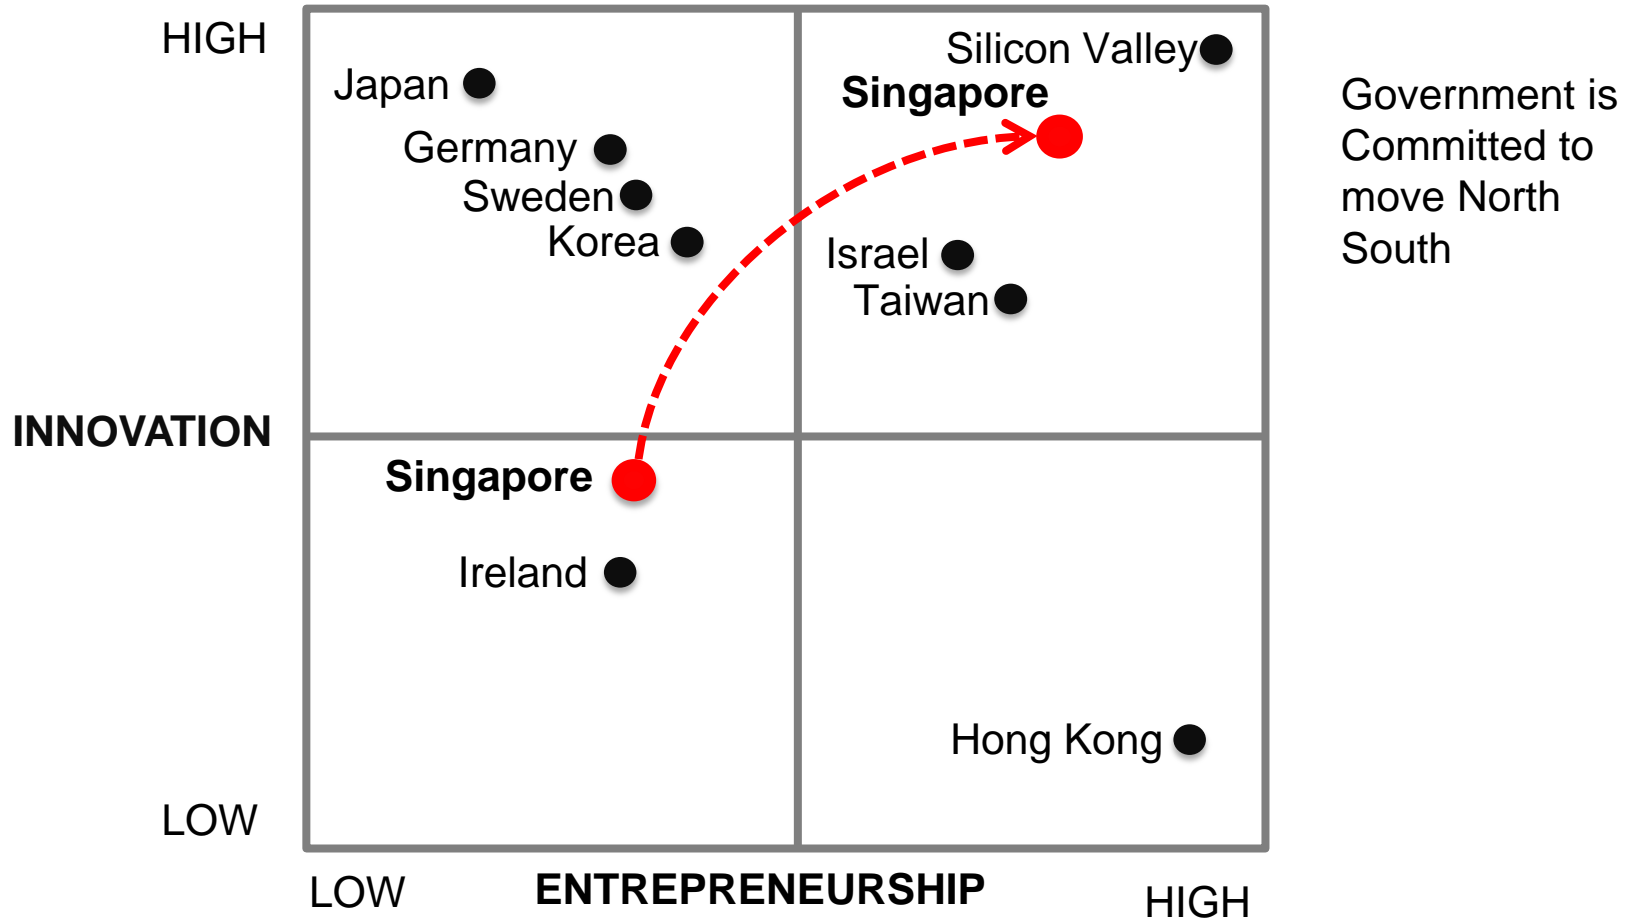 HIGH
Silicon Valley
Japan
Singapore
Government is
Committed to
move North
South
Germany
Sweden
Korea
Israel
Taiwan
INNOVATION
Singapore
Ireland
Hong Kong
LOW
LOW
ENTREPRENEURSHIP
HIGH